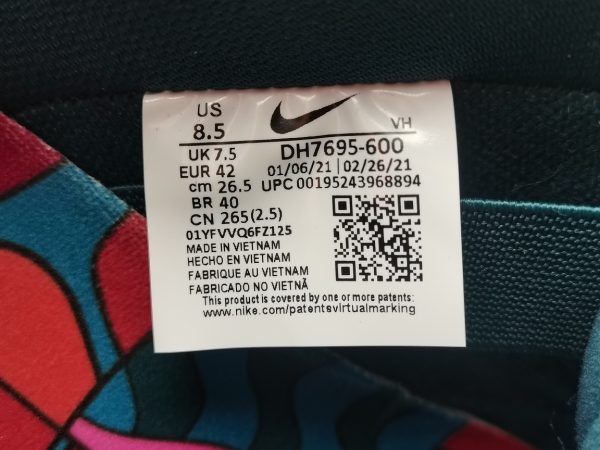 US
8.5
VH
UK 7.5
DH7695-600
EUR 42
01/06/21 | 02/26/21
cm 26.5
UPC 00195243968894
BR 40
CN 265(2.5)
01YFVVQ6FZ125
MADE IN VIETNAM
HECHO EN VIETNAM
FABRIQUE AU VIETNAM
FABRICADO NO VIETNÃ
This product is covered by one or more patents:
www.nike.com/patentsvirtualmarking